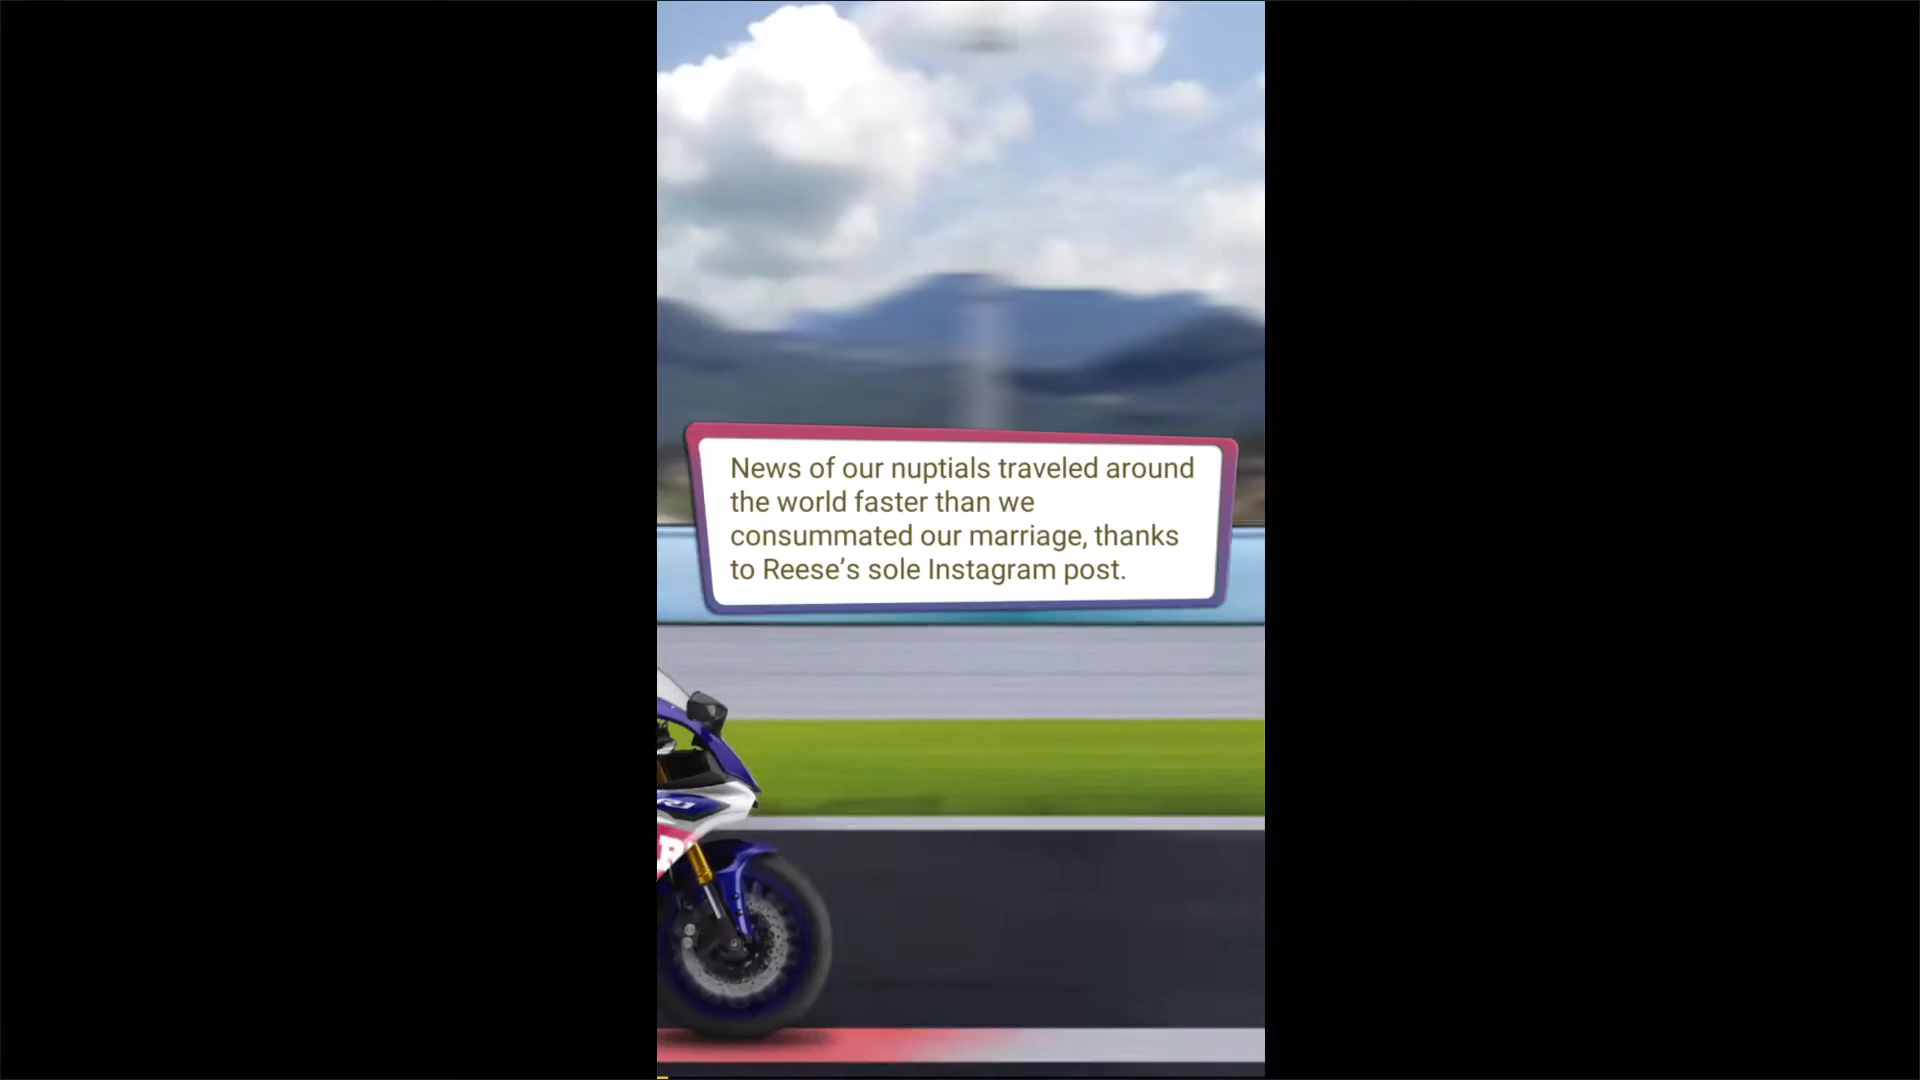 News of our nuptials traveled around
the world faster than we
consummated our marriage, thanks
to Reese’s sole Instagram post.
R1
R